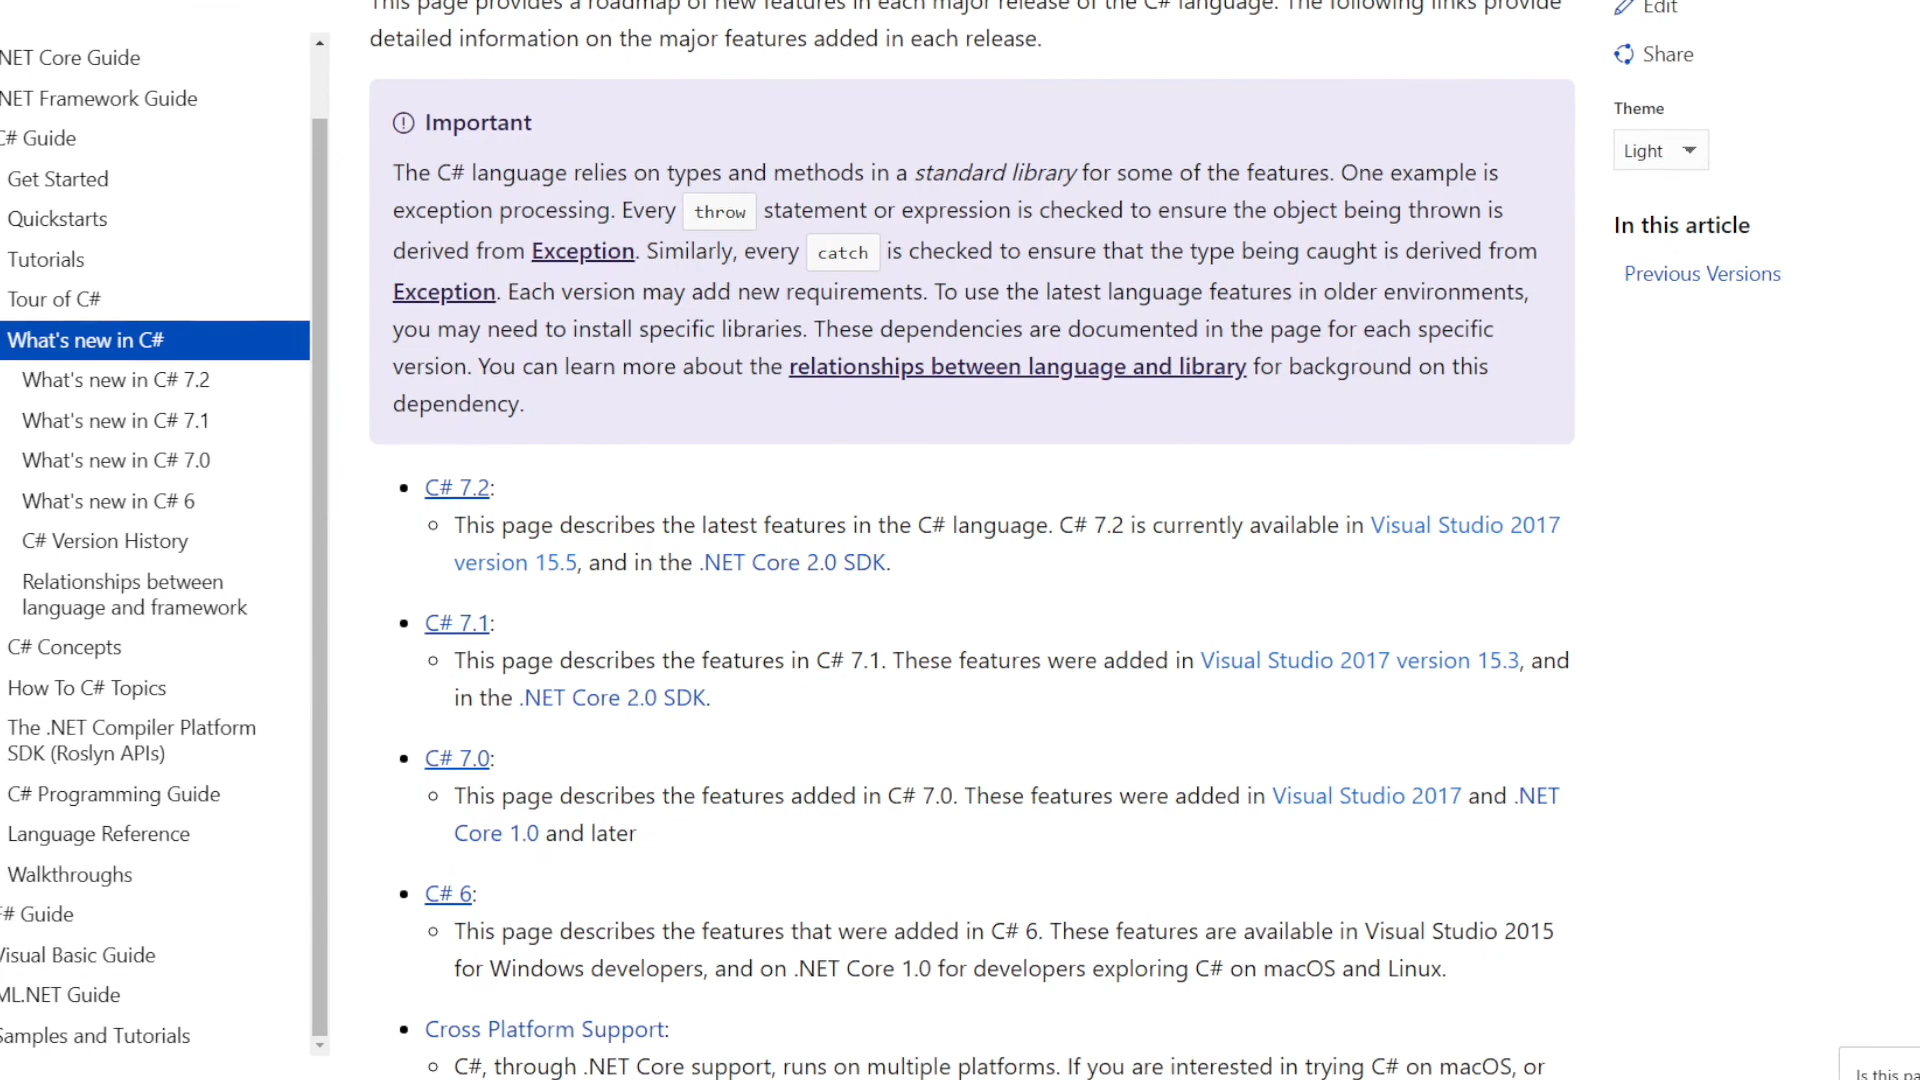 This page provides a roadmap of new features in each major release of the C# language. The following links provide
detailed information on the major features added in each release.
Important
The C# language relies on types and methods in a standard library for some of the features. One example is
exception processing. Every throw statement or expression is checked to ensure the object being thrown is
derived from Exception. Similarly, every catch is checked to ensure that the type being caught is derived from
Exception. Each version may add new requirements. To use the latest language features in older environments,
you may need to install specific libraries. These dependencies are documented in the page for each specific
version. You can learn more about the relationships between language and library for background on this
dependency.
C# 7.2:
This page describes the latest features in the C# language. C# 7.2 is currently available in Visual Studio 2017
version 15.5, and in the .NET Core 2.0 SDK.
C# 7.1:
This page describes the features in C# 7.1. These features were added in Visual Studio 2017 version 15.3, and
in the .NET Core 2.0 SDK.
C# 7.0:
This page describes the features added in C# 7.0. These features were added in Visual Studio 2017 and .NET
Core 1.0 and later
C# 6:
This page describes the features that were added in C# 6. These features are available in Visual Studio 2015
for Windows developers, and on .NET Core 1.0 for developers exploring C# on macOS and Linux.
Cross Platform Support:
C#, through .NET Core support, runs on multiple platforms. If you are interested in trying C# on macOS, or
NET Core Guide
NET Framework Guide
C# Guide
Get Started
Quickstarts
Tutorials
Tour of C#
What's new in C#
What's new in C# 7.2
What's new in C# 7.1
What's new in C# 7.0
What's new in C# 6
C# Version History
Relationships between
language and framework
C# Concepts
How To C# Topics
The .NET Compiler Platform
SDK (Roslyn APIs)
C# Programming Guide
Language Reference
Walkthroughs
F# Guide
Visual Basic Guide
ML.NET Guide
Samples and Tutorials
Edit
Share
Theme
Light
In this article
Previous Versions
Is this pa